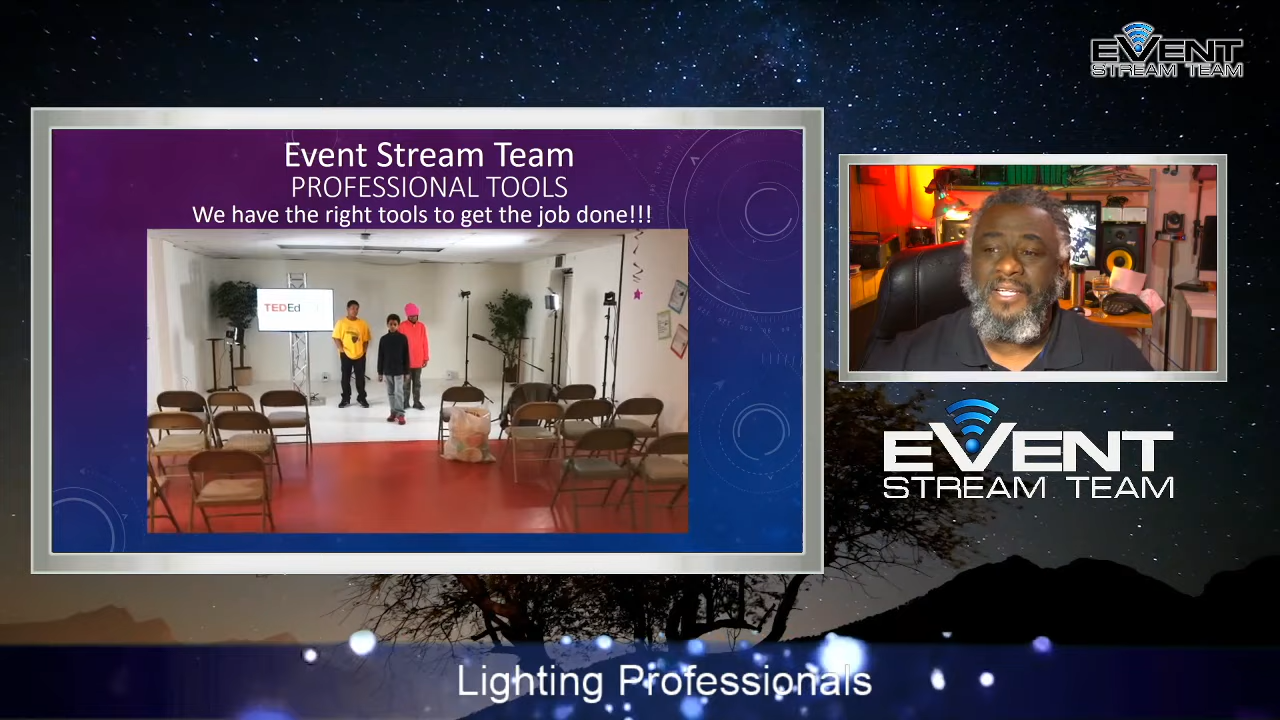 EVENT
STREAM TEAM
Event Stream Team
PROFESSIONAL TOOLS
We have the right tools to get the job done!!!
TEDEd
EVENT
STREAM TEAM
Lighting Professionals